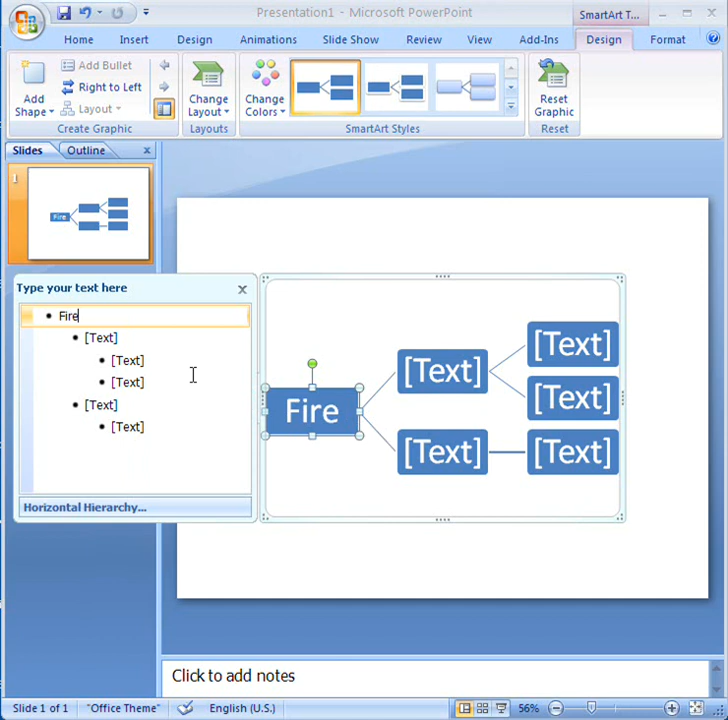 Presentation1 - Microsoft PowerPoint
SmartArt T...
Home Insert Design Slide Show Animations Review View Add-Ins Design Format
Add Shape
Add Bullet
Right to Left
Layout
Create Graphic
Change Layout
Layouts
Change Colors
SmartArt Styles
Reset Graphic
Reset
Slides Outline
1
Fire
Type your text here
Fire
[Text]
[Text]
[Text]
[Text]
[Text]
Horizontal Hierarchy...
Fire
[Text]
[Text]
[Text]
[Text]
[Text]
Click to add notes
Slide 1 of 1 "Office Theme" English (U.S.) 56%